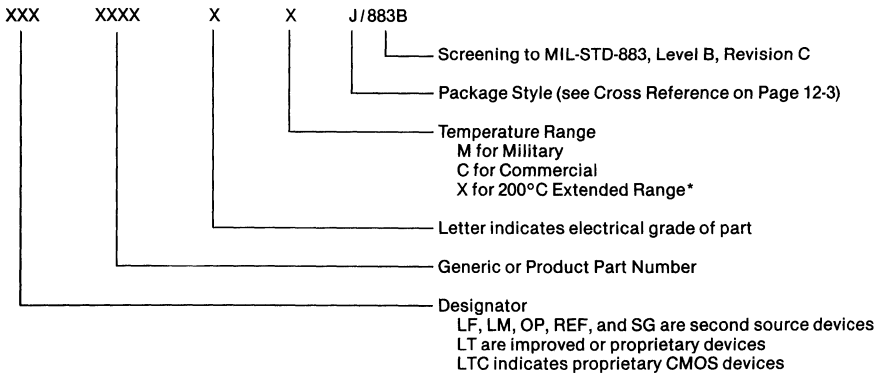 XXX XXXX X X J/883B
Screening to MIL-STD-883, Level B, Revision C
Package Style (see Cross Reference on Page 12-3)
Temperature Range
M for Military
C for Commercial
X for 200°C Extended Range*
Letter indicates electrical grade of part
Generic or Product Part Number
Designator
LF, LM, OP, REF, and SG are second source devices
LT are improved or proprietary devices
LTC indicates proprietary CMOS devices